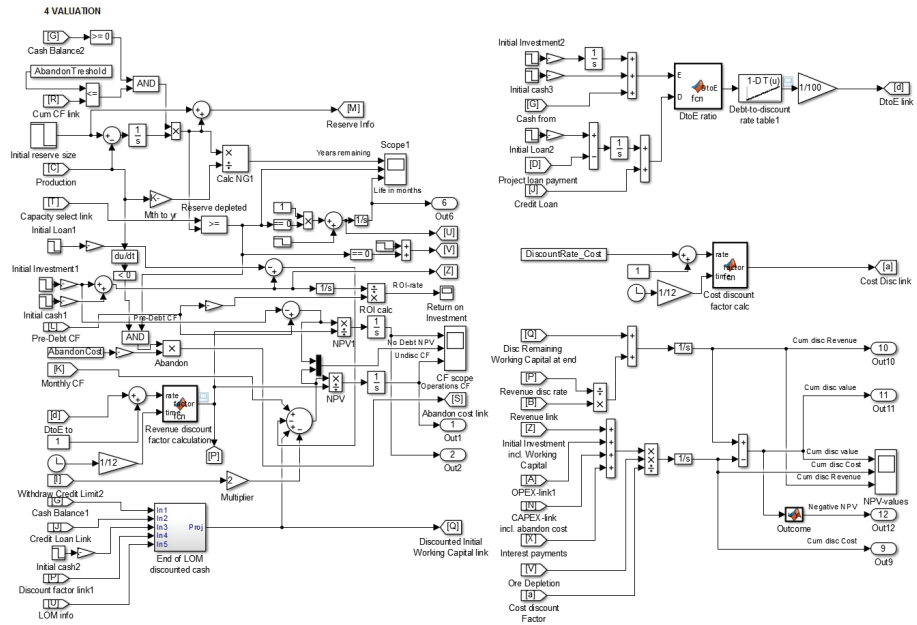 4 VALUATION
[G]
>= 0
Cash Balance2
AbandonTreshold
AND
<=
[R]
Cum CF link
Initial reserve size
1/s
[M]
Reserve Info
[C]
Production
Calc NG1
Years remaining
Scope1
Life in months
K-
Mth to yr
Reserve depleted
[T]
Capacity select link
>=
1
== 0
1/s
6
Out6
[U]
== 0
[V]
[Z]
Initial Loan1
du/dt
< 0
Initial Investment1
Initial cash1
1/s
ROI-rate
ROI calc
Return on
Investment
[L]
Pre-Debt CF
Pre-Debt CF
AND
AbandonCost
Abandon
NPV1
1/s
No Debt NPV
Undisc CF
CF scope
[K]
Monthly CF
NPV
1/s
Operations CF
[S]
Abandon cost link
[d]
DtoE to
1
rate
time
factor
fcn
Revenue discount
factor calculation
1
Out1
2
Out2
[P]
1/12
[I]
Withdraw Credit Limit2
2
Multiplier
[G]
Cash Balance1
[J]
Credit Loan Link
Initial cash2
[P]
Discount factor link1
[U]
LOM info
In1
In2
In3
In4
In5
Proj
End of LOM
discounted cash
[Q]
Discounted Initial
Working Capital link
Initial Investment2
1/s
Initial cash3
[G]
Cash from
Initial Loan2
[D]
Project loan payment
1/s
[J]
Credit Loan
E
D
DtoE
fcn
DtoE ratio
1-D T(u)
Debt-to-discount
rate table1
1/100
[d]
DtoE link
DiscountRate_Cost
1
1/12
rate
time
factor
fcn
Cost discount
factor calc
[a]
Cost Disc link
[Q]
Disc Remaining
Working Capital at end
[P]
Revenue disc rate
[B]
Revenue link
1/s
Cum disc Revenue
10
Out10
[Z]
Initial Investment
incl. Working
Capital
[A]
OPEX-link1
[N]
CAPEX-link
incl. abandon cost
[X]
Interest payments
[V]
Ore Depletion
[a]
Cost discount
Factor
1/s
Cum disc value
11
Out11
Cum disc value
Cum disc Cost
Cum disc Revenue
NPV-values
Outcome
Negative NPV
12
Out12
Cum disc Cost
9
Out9